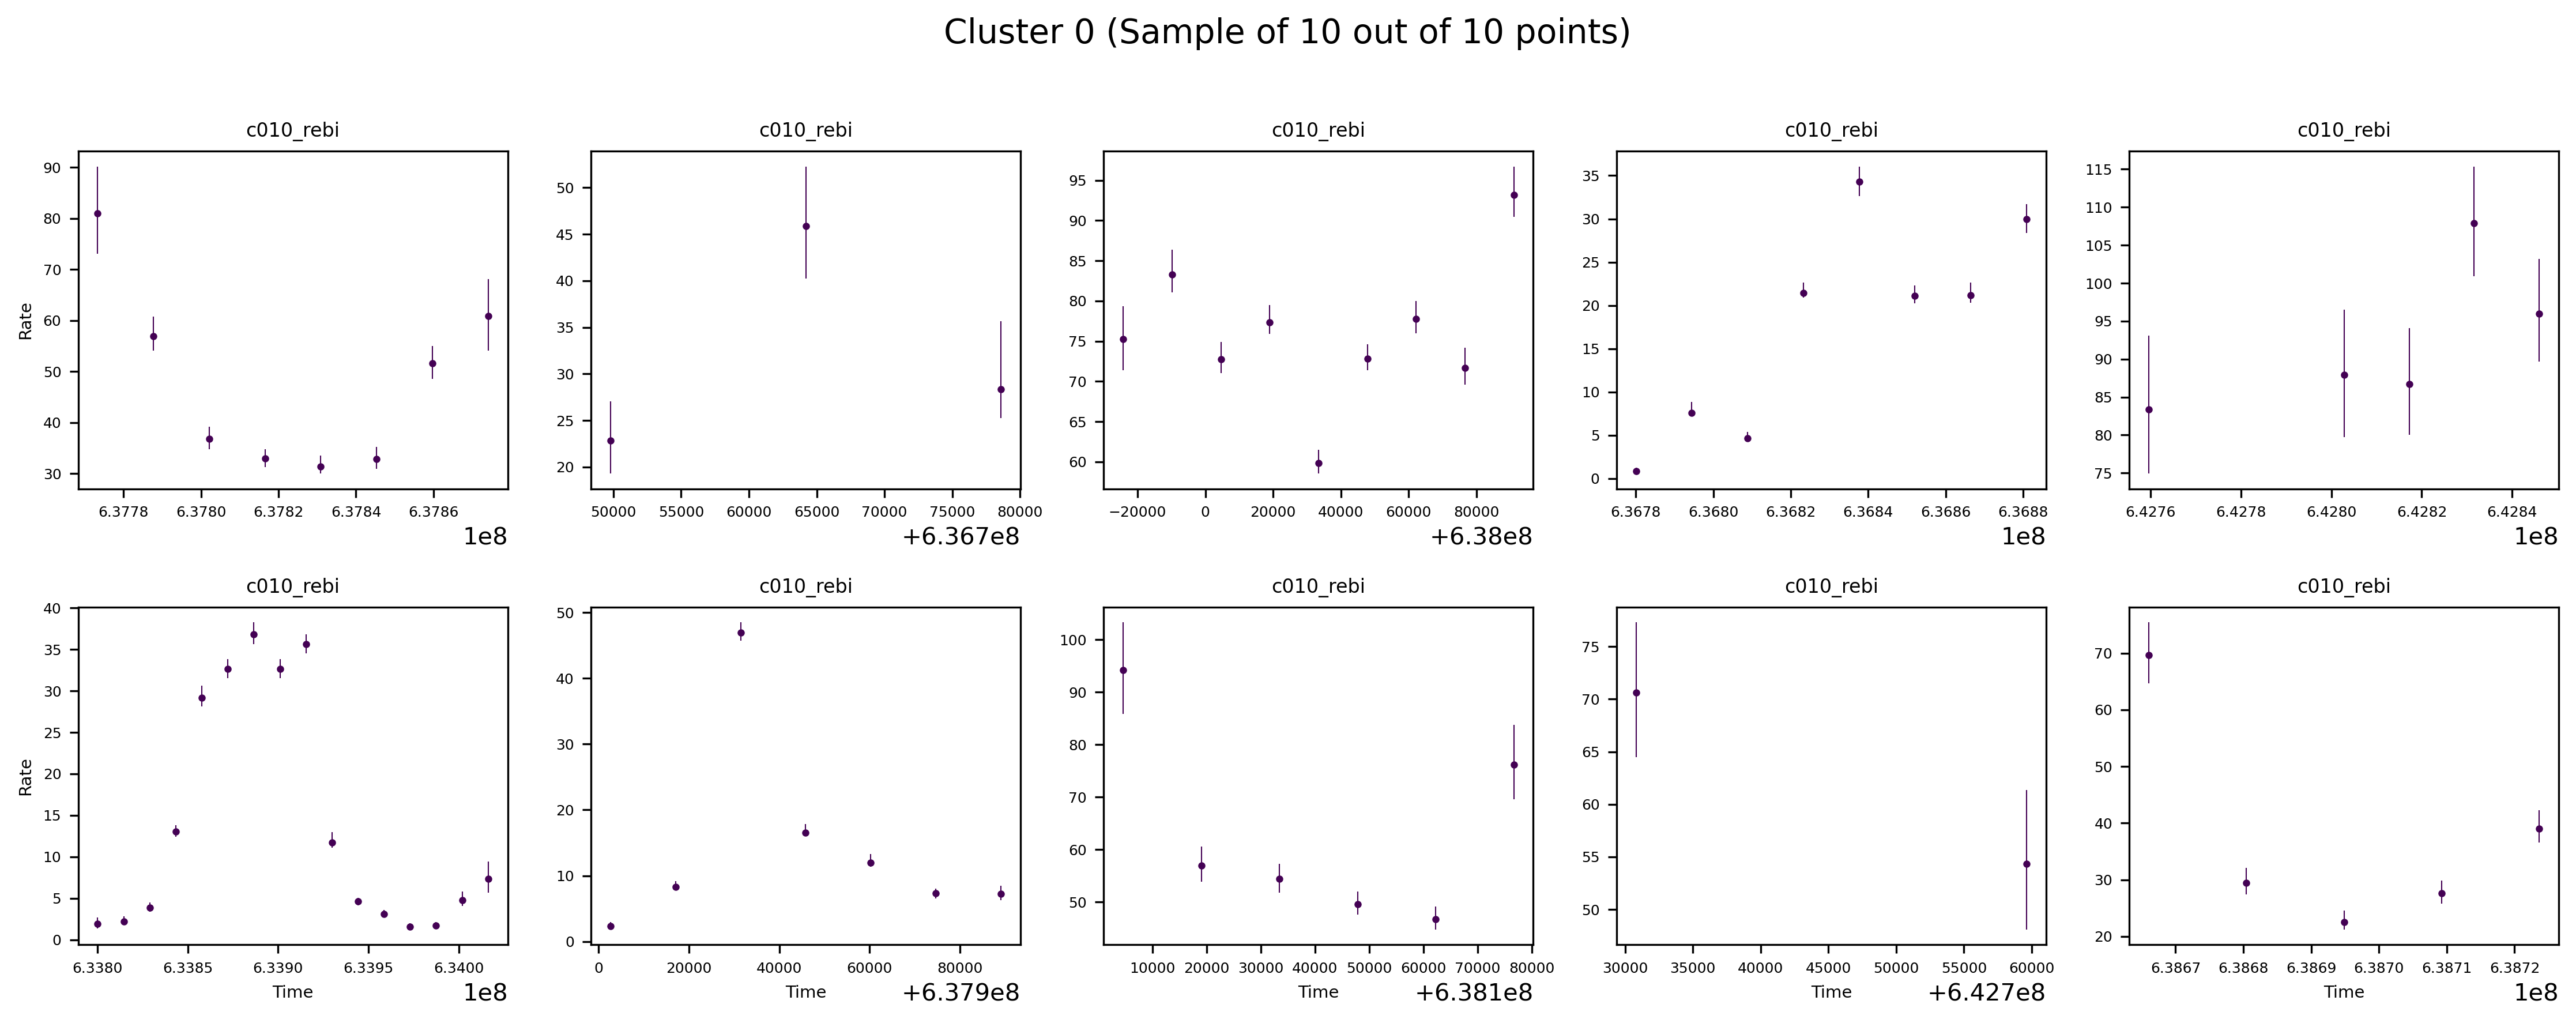 Cluster 0 (Sample of 10 out of 10 points)
c010_rebi c010_rebi c010_rebi c010_rebi c010_rebi
Rate
90
80
70
60
50
40
30
6.3778 6.3780 6.3782 6.3784 6.3786
1e8
50
45
40
35
30
25
20
50000 55000 60000 65000 70000 75000 80000
+6.367e8
95
90
85
80
75
70
65
60
−20000 0 20000 40000 60000 80000
+6.38e8
35
30
25
20
15
10
5
0
6.3678 6.3680 6.3682 6.3684 6.3686 6.3688
1e8
115
110
105
100
95
90
85
80
75
6.4276 6.4278 6.4280 6.4282 6.4284
1e8
c010_rebi c010_rebi c010_rebi c010_rebi c010_rebi
Rate
40
35
30
25
20
15
10
5
0
6.3380 6.3385 6.3390 6.3395 6.3400
Time
1e8
50
40
30
20
10
0
0 20000 40000 60000 80000
Time
+6.379e8
100
90
80
70
60
50
10000 20000 30000 40000 50000 60000 70000 80000
Time
+6.381e8
75
70
65
60
55
50
30000 35000 40000 45000 50000 55000 60000
Time
+6.427e8
70
60
50
40
30
20
6.3867 6.3868 6.3869 6.3870 6.3871 6.3872
Time
1e8